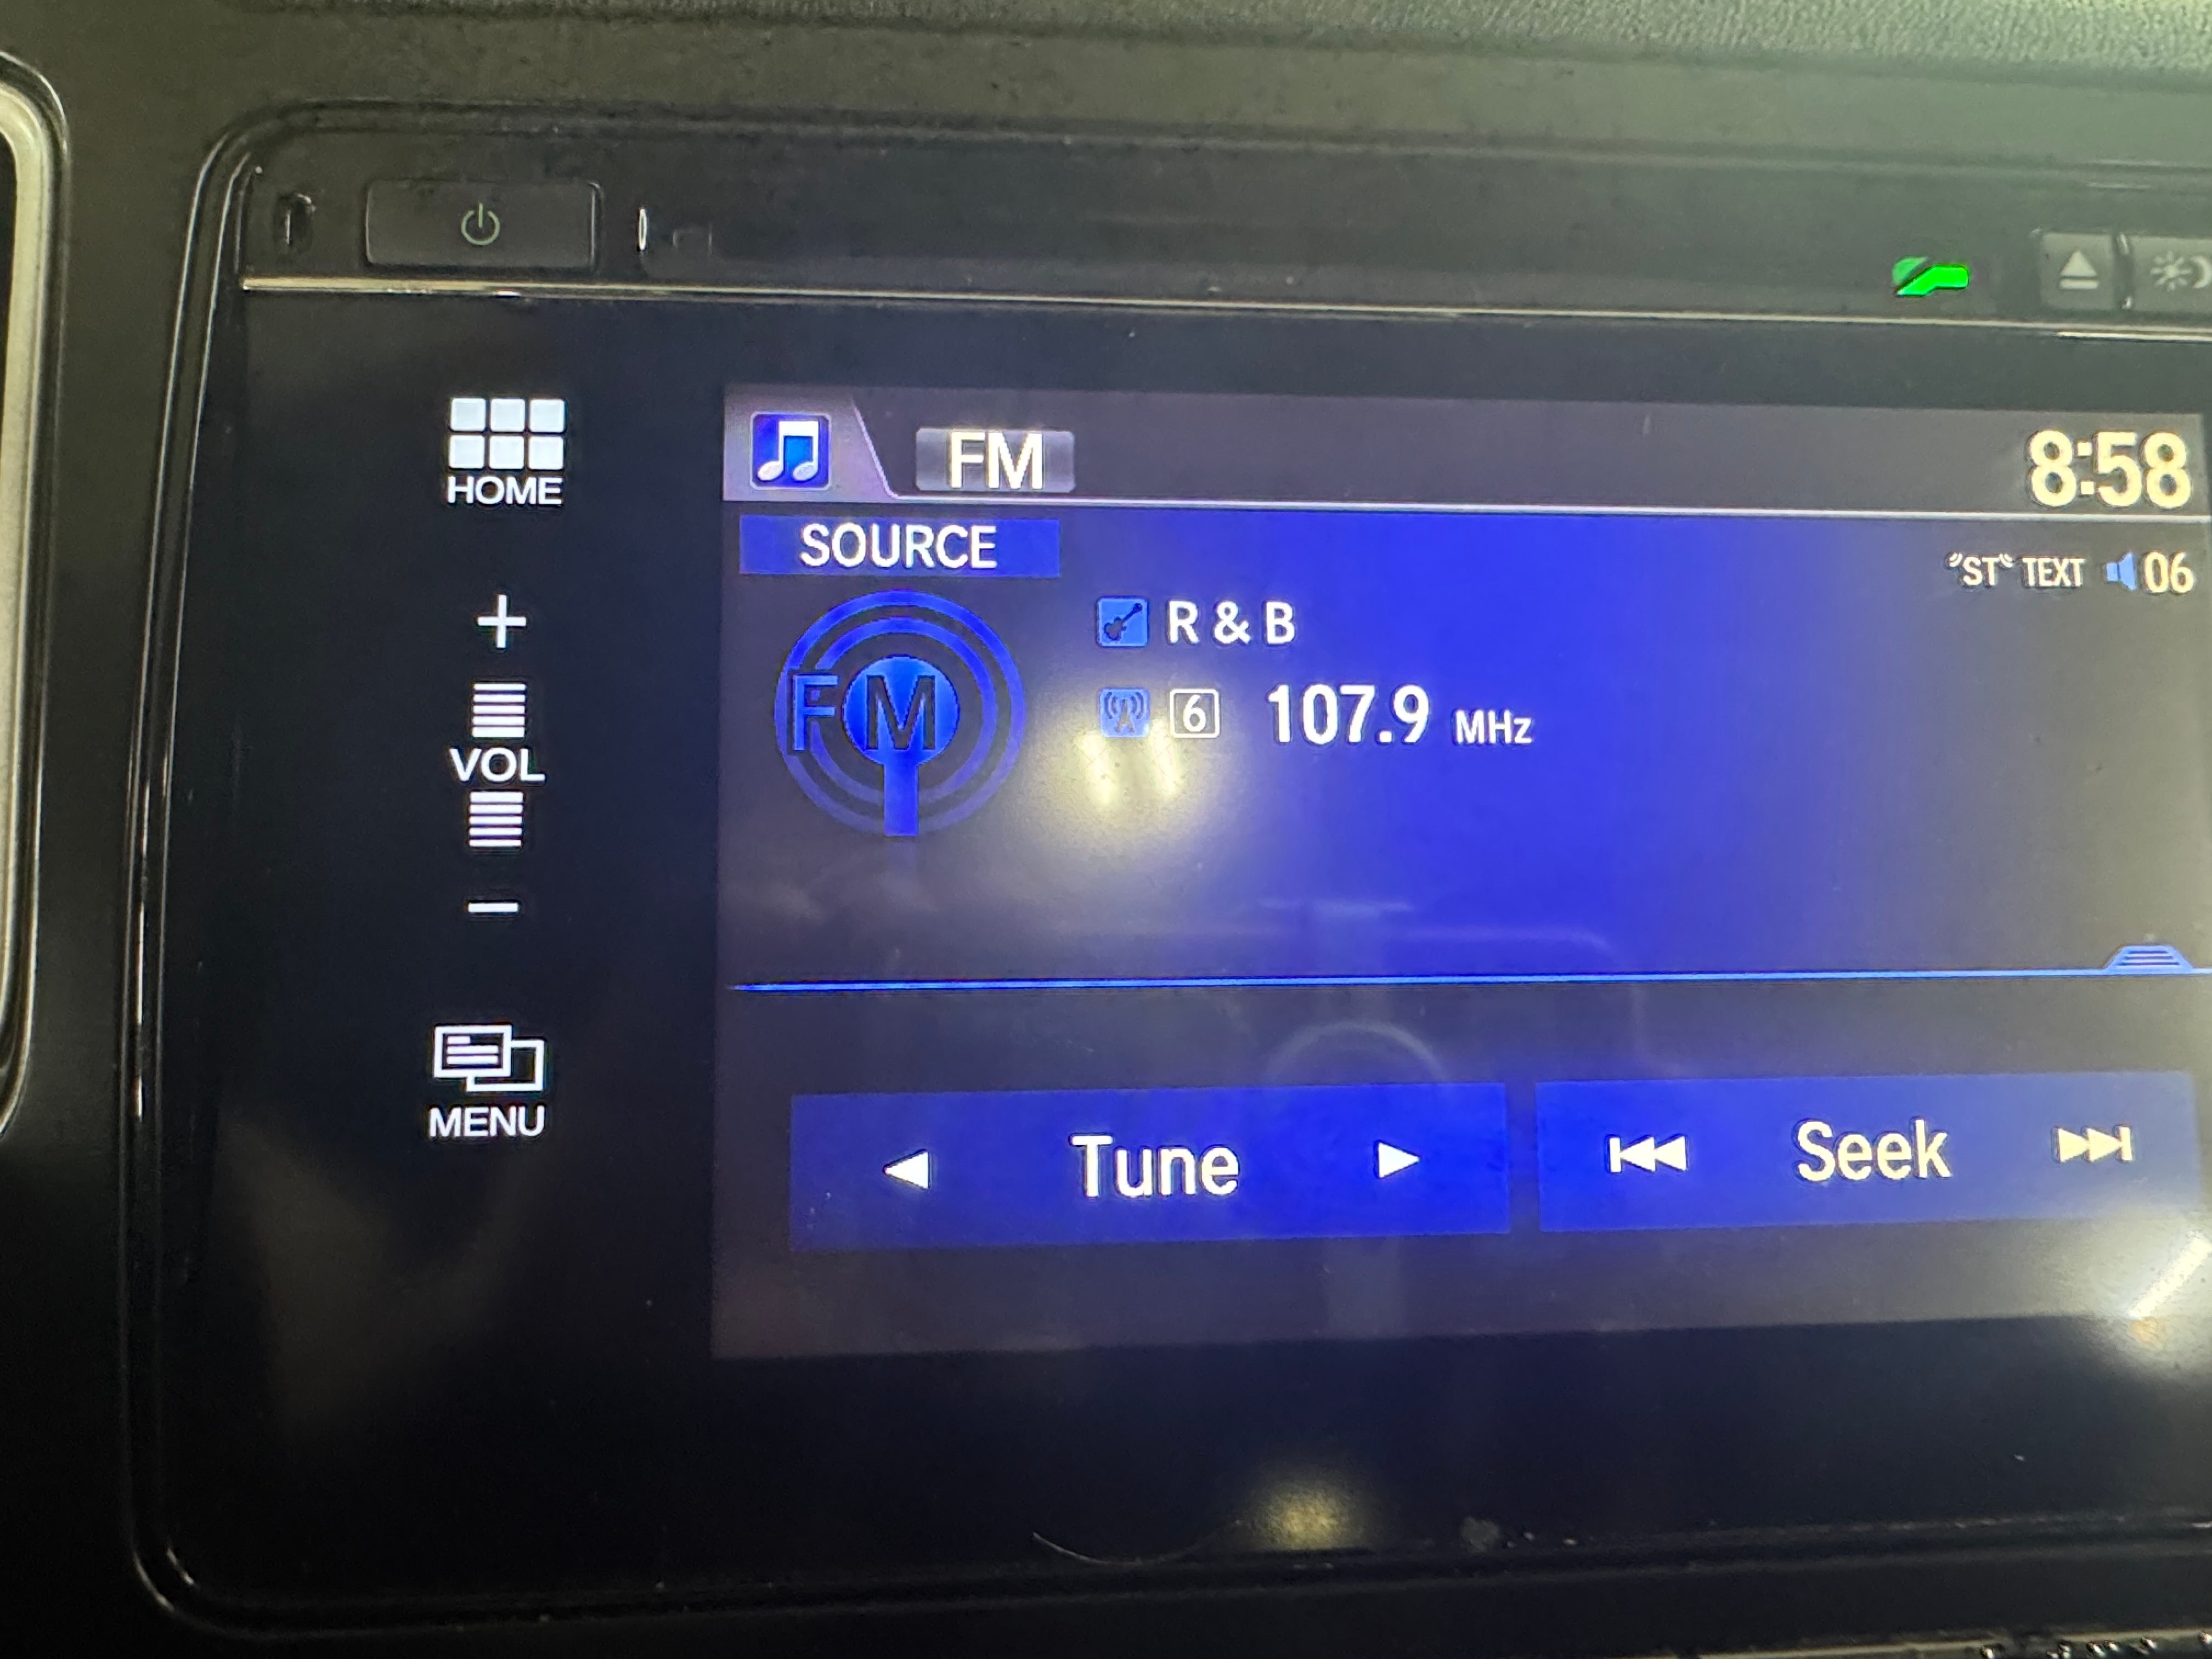 HOME
VOL
MENU
FM
8:58
SOURCE
"ST" TEXT 06
FM
R & B
6 107.9 MHz
Tune
Seek